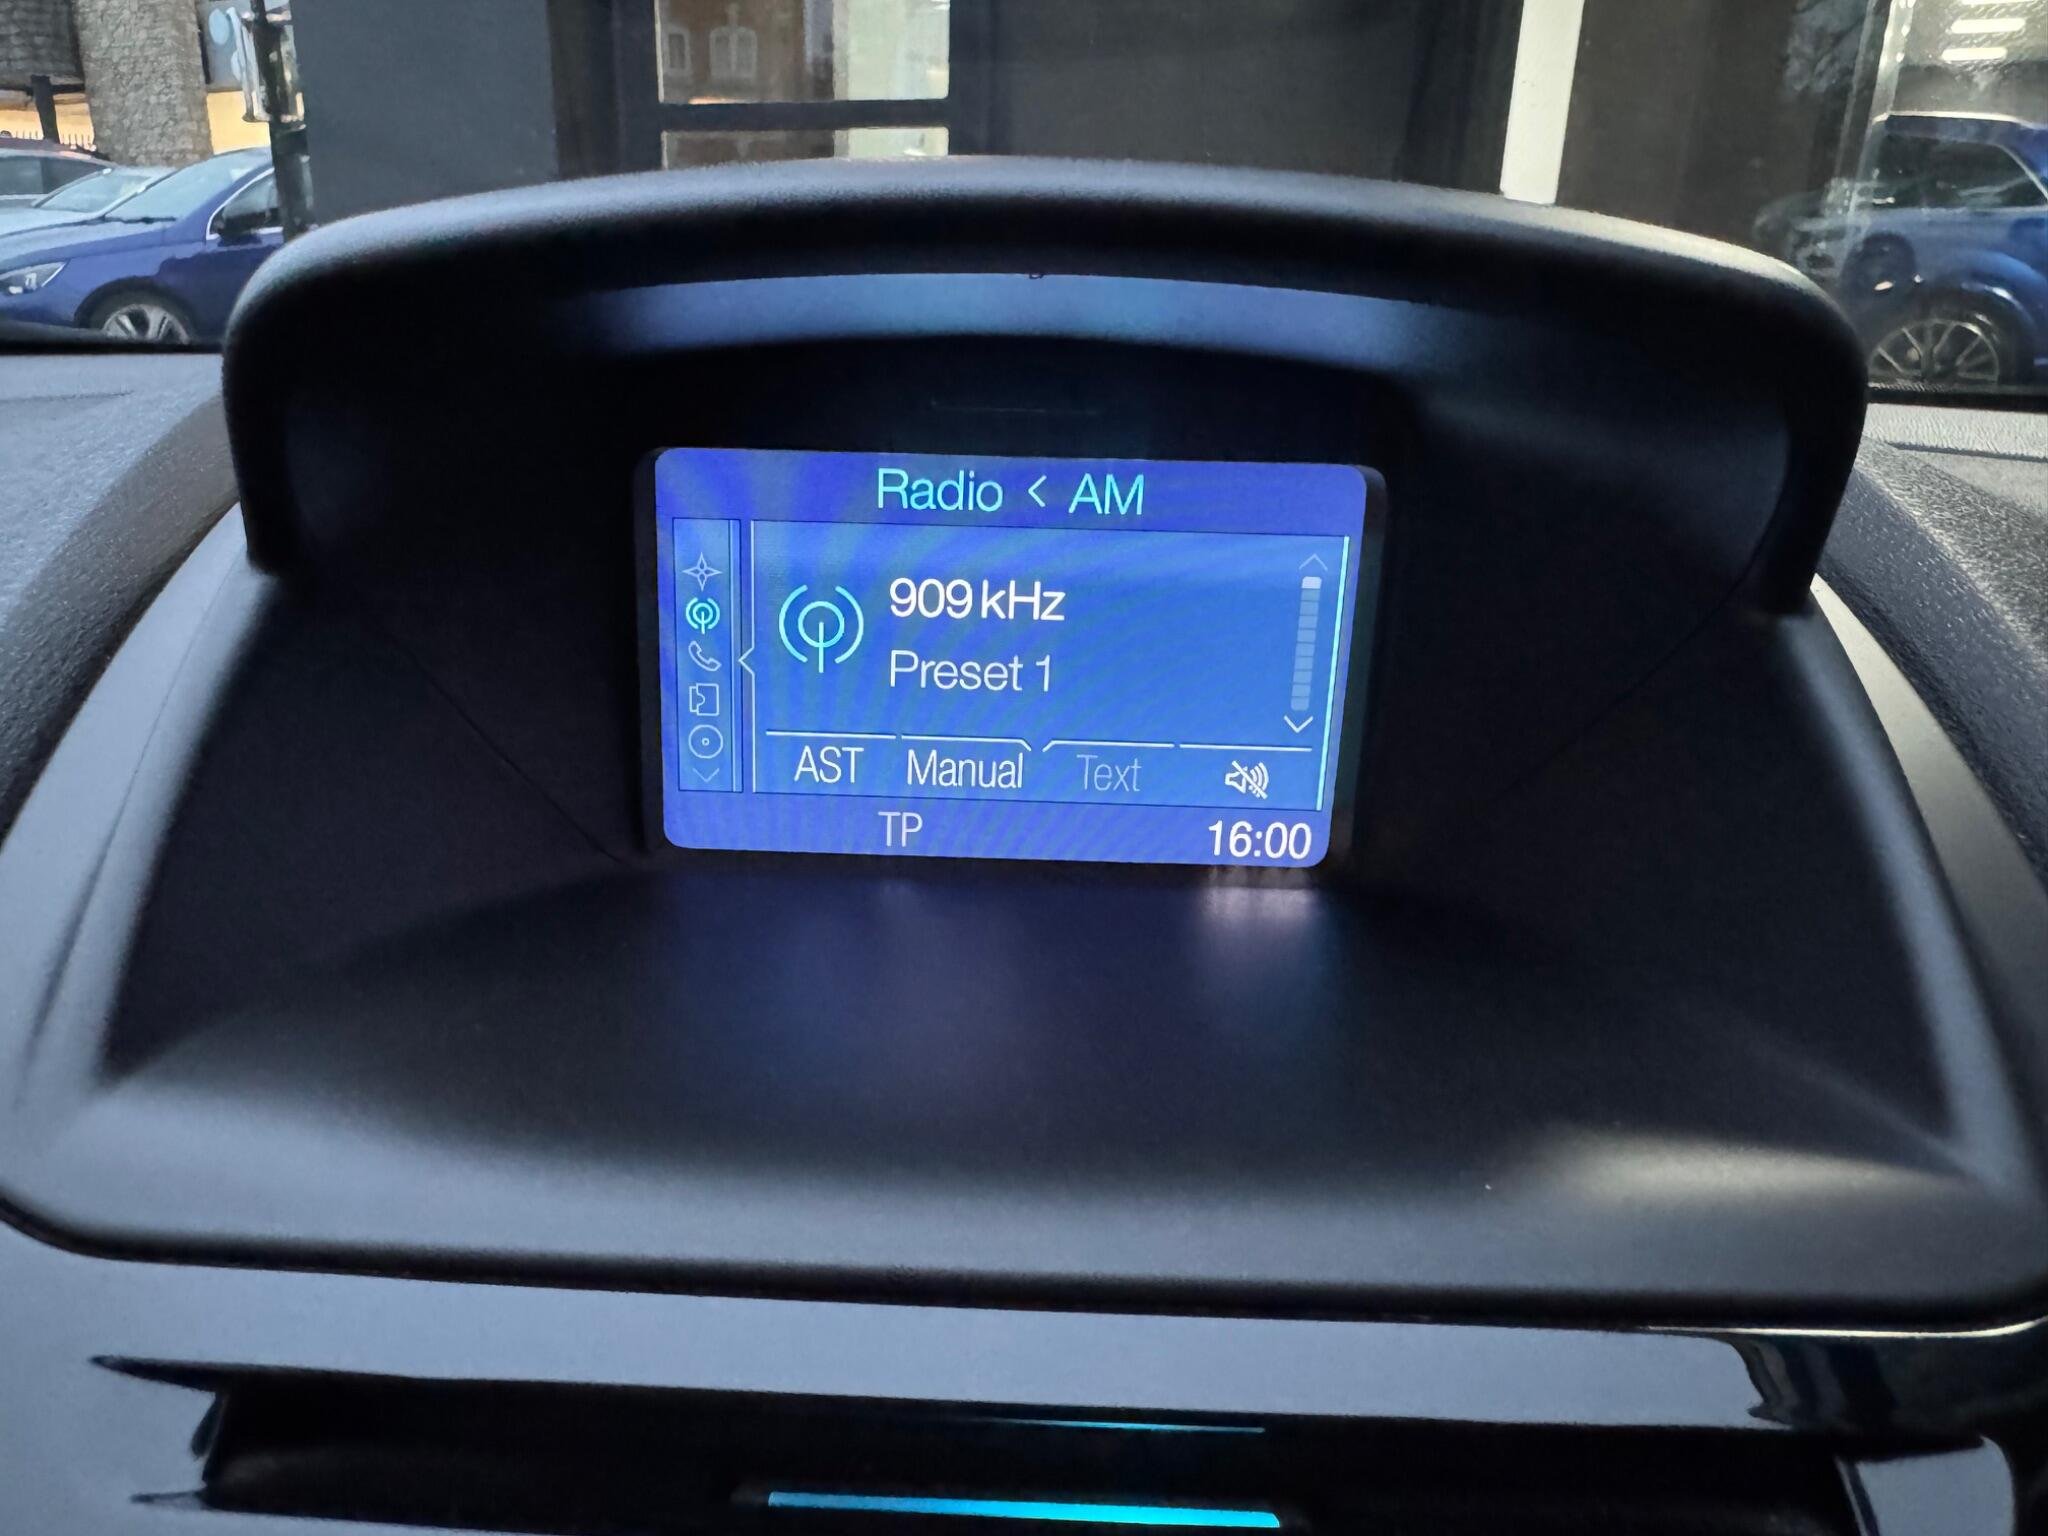 Radio < AM
909 kHz
Preset 1
AST Manual Text
TP 16:00